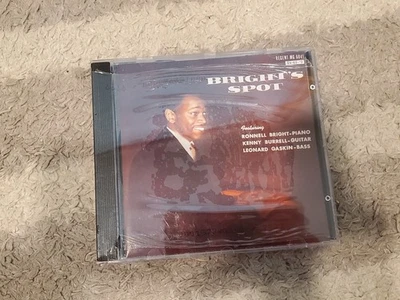 BRIGHT'S
SPOT
Featuring
RONNELL BRIGHT-PIANO
KENNY BURRELL-GUITAR
LEONARD GASKIN-BASS